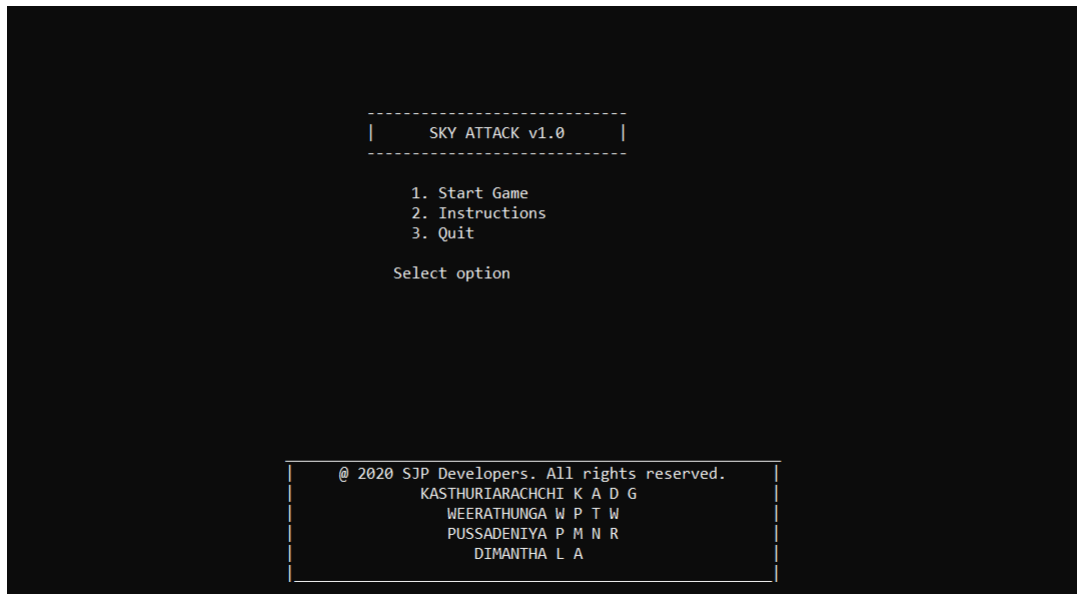 SKY ATTACK v1.0
1. Start Game
2. Instructions
3. Quit
Select option
@ 2020 SJP Developers. All rights reserved.
KASTHURIARACHCHI K A D G
WEERATHUNGA W P T W
PUSSADENIYA P M N R
DIMANTHA L A